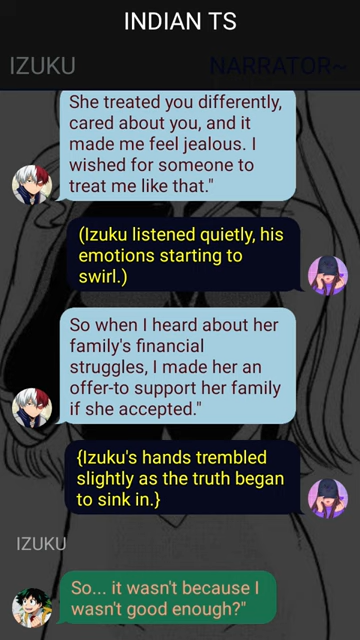 INDIAN TS
IZUKU
NARRATOR~
She treated you differently,
cared about you, and it
made me feel jealous. I
wished for someone to
treat me like that."
(Izuku listened quietly, his
emotions starting to
swirl.)
So when I heard about her
family's financial
struggles, I made her an
offer-to support her family
if she accepted."
{Izuku's hands trembled
slightly as the truth began
to sink in.}
IZUKU
So... it wasn't because I
wasn't good enough?"